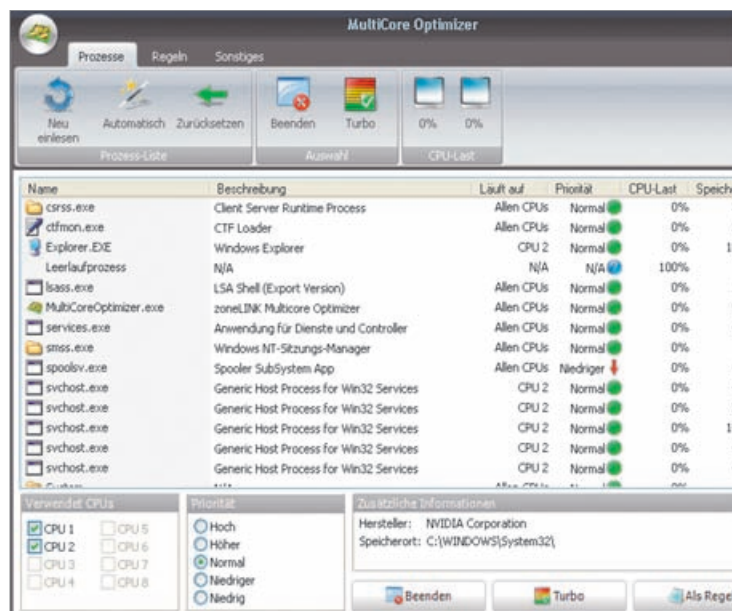 MultiCore Optimizer
Prozesse Regeln Sonstiges
Neu einlesen Automatisch Zurücksetzen Beenden Turbo 0% 0%
Prozess-Liste Auswahl CPU-Last
Name Beschreibung Läuft auf Priorität CPU-Last Speiche
csrss.exe Client Server Runtime Process Allen CPUs Normal 0%
ctfmon.exe CTF Loader Allen CPUs Normal 0%
Explorer.EXE Windows Explorer CPU 2 Normal 0% 1
Leerlaufprozess N/A N/A N/A 100%
lsass.exe LSA Shell (Export Version) Allen CPUs Normal 0%
MultiCoreOptimizer.exe zoneLINK Multicore Optimizer Allen CPUs Normal 0%
services.exe Anwendung für Dienste und Controller Allen CPUs Normal 0%
smss.exe Windows NT-Sitzungs-Manager Allen CPUs Normal 0%
spoolsv.exe Spooler SubSystem App Allen CPUs Niedriger 0%
svchost.exe Generic Host Process for Win32 Services CPU 2 Normal 0%
svchost.exe Generic Host Process for Win32 Services CPU 2 Normal 0%
svchost.exe Generic Host Process for Win32 Services CPU 2 Normal 0% 1
svchost.exe Generic Host Process for Win32 Services CPU 2 Normal 0%
svchost.exe Generic Host Process for Win32 Services CPU 2 Normal 0%
Verwendet CPUs Priorität Zusätzliche Informationen
CPU 1 CPU 5 Hoch Hersteller: NVIDIA Corporation
CPU 2 CPU 6 Höher Speicherort: C:\WINDOWS\System32\
CPU 3 CPU 7 Normal
CPU 4 CPU 8 Niedriger
Niedrig Beenden Turbo Als Rege